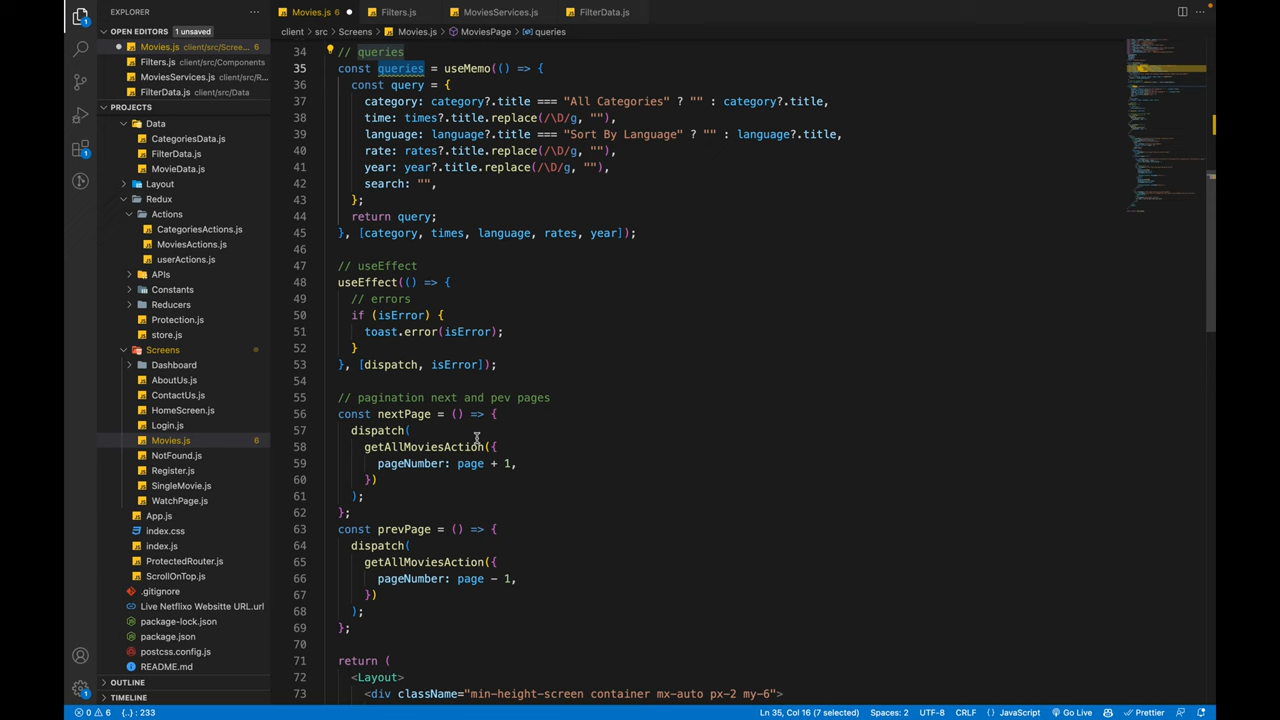 EXPLORER
Movies.js 6
Filters.js
MoviesServices.js
FilterData.js
OPEN EDITORS 1 unsaved
Movies.js client/src/Scree... 6
Filters.js client/src/Components
MoviesServices.js client/src/R...
FilterData.js client/src/Data
PROJECTS
Data
CategoriesData.js
FilterData.js
MovieData.js
Layout
Redux
Actions
CategoriesActions.js
MoviesActions.js
userActions.js
APIs
Constants
Reducers
Protection.js
store.js
Screens
Dashboard
AboutUs.js
ContactUs.js
HomeScreen.js
Login.js
Movies.js 6
NotFound.js
Register.js
SingleMovie.js
WatchPage.js
App.js
index.css
index.js
ProtectedRouter.js
ScrollOnTop.js
.gitignore
Live Netflixo Websitte URL.url
package-lock.json
package.json
postcss.config.js
README.md
OUTLINE
TIMELINE
client > src > Screens > Movies.js > MoviesPage > queries
34 // queries
35 const queries = useMemo(() => {
36 const query = {
37 category: category?.title === "All Categories" ? "" : category?.title,
38 time: times?.title.replace(/\D/g, ""),
39 language: language?.title === "Sort By Language" ? "" : language?.title,
40 rate: rates?.title.replace(/\D/g, ""),
41 year: year?.title.replace(/\D/g, ""),
42 search: "",
43 };
44 return query;
45 }, [category, times, language, rates, year]);
46
47 // useEffect
48 useEffect(() => {
49 // errors
50 if (isError) {
51 toast.error(isError);
52 }
53 }, [dispatch, isError]);
54
55 // pagination next and pev pages
56 const nextPage = () => {
57 dispatch(
58 getAllMoviesAction({
59 pageNumber: page + 1,
60 })
61 );
62 };
63 const prevPage = () => {
64 dispatch(
65 getAllMoviesAction({
66 pageNumber: page - 1,
67 })
68 );
69 };
70
71 return (
72 <Layout>
73 <div className="min-height-screen container mx-auto px-2 my-6">
0 6 {..} : 233
Ln 35, Col 16 (7 selected) Spaces: 2 UTF-8 CRLF {} JavaScript Go Live Prettier